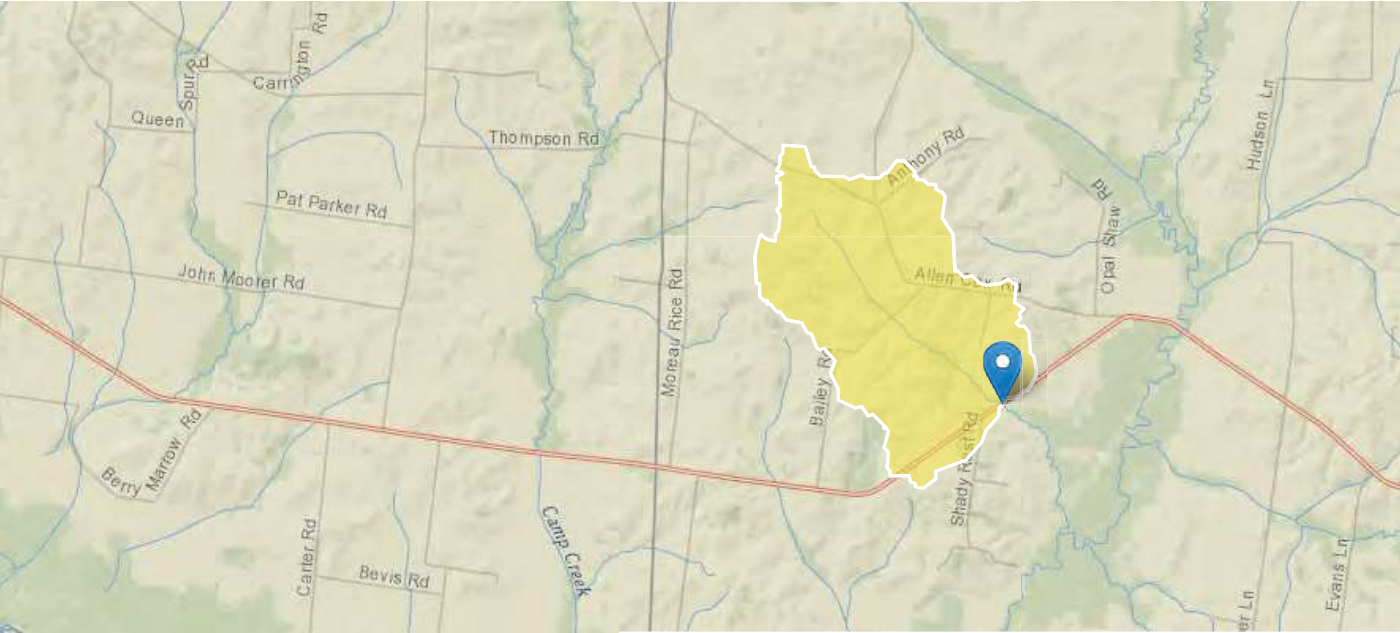 Spur Rd
Carrington Rd
Queen
Thompson Rd
Anthony Rd
Hudson Ln
Pat Parker Rd
Opal Shaw Rd
John Moorer Rd
Moreau Rice Rd
Allen Rd
Bailey Rd
Berry Marrow Rd
Shady Rest Rd
Camp Creek
Carter Rd
Bevis Rd
Evans Ln
er Ln